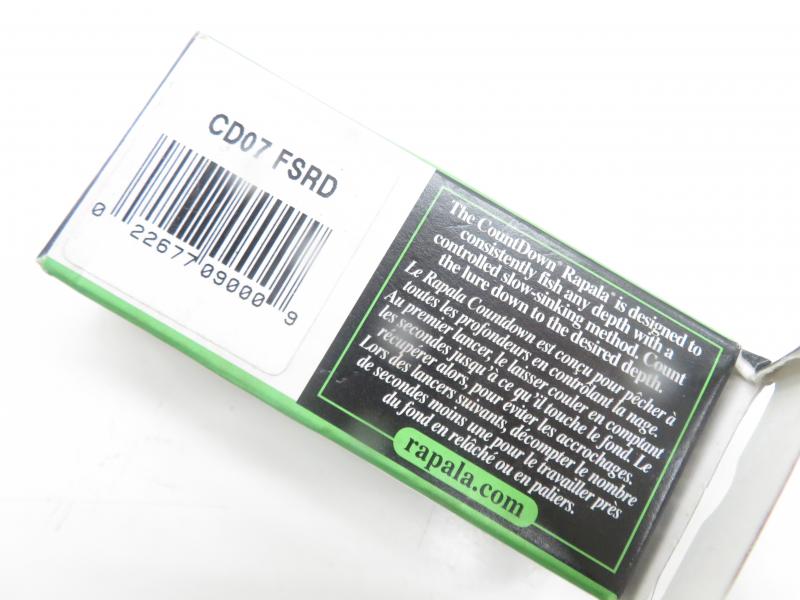 CD07 FSRD
0 22677 09000 9
The CountDown® Rapala® is designed to
consistently fish any depth with a
controlled slow-sinking method. Count
the lure down to the desired depth.
Le Rapala Countdown est conçu pour pêcher à
toutes les profondeurs en contrôlant la nage.
Au premier lancer, le laisser couler en comptant
les secondes jusqu'à ce qu'il touche le fond. Le
récupérer alors, pour éviter les accrochages.
Lors des lancers suivants, décompter le nombre
de secondes moins une pour le travailler près
du fond en relâché ou en paliers.
rapala.com